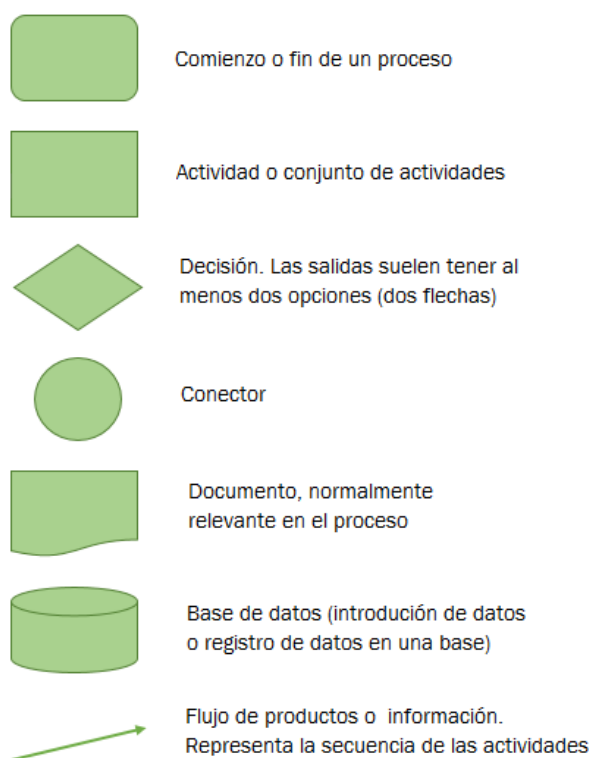 Comienzo o fin de un proceso
Actividad o conjunto de actividades
Decisión. Las salidas suelen tener al
menos dos opciones (dos flechas)
Conector
Documento, normalmente
relevante en el proceso
Base de datos (introdución de datos
o registro de datos en una base)
Flujo de productos o información.
Representa la secuencia de las actividades